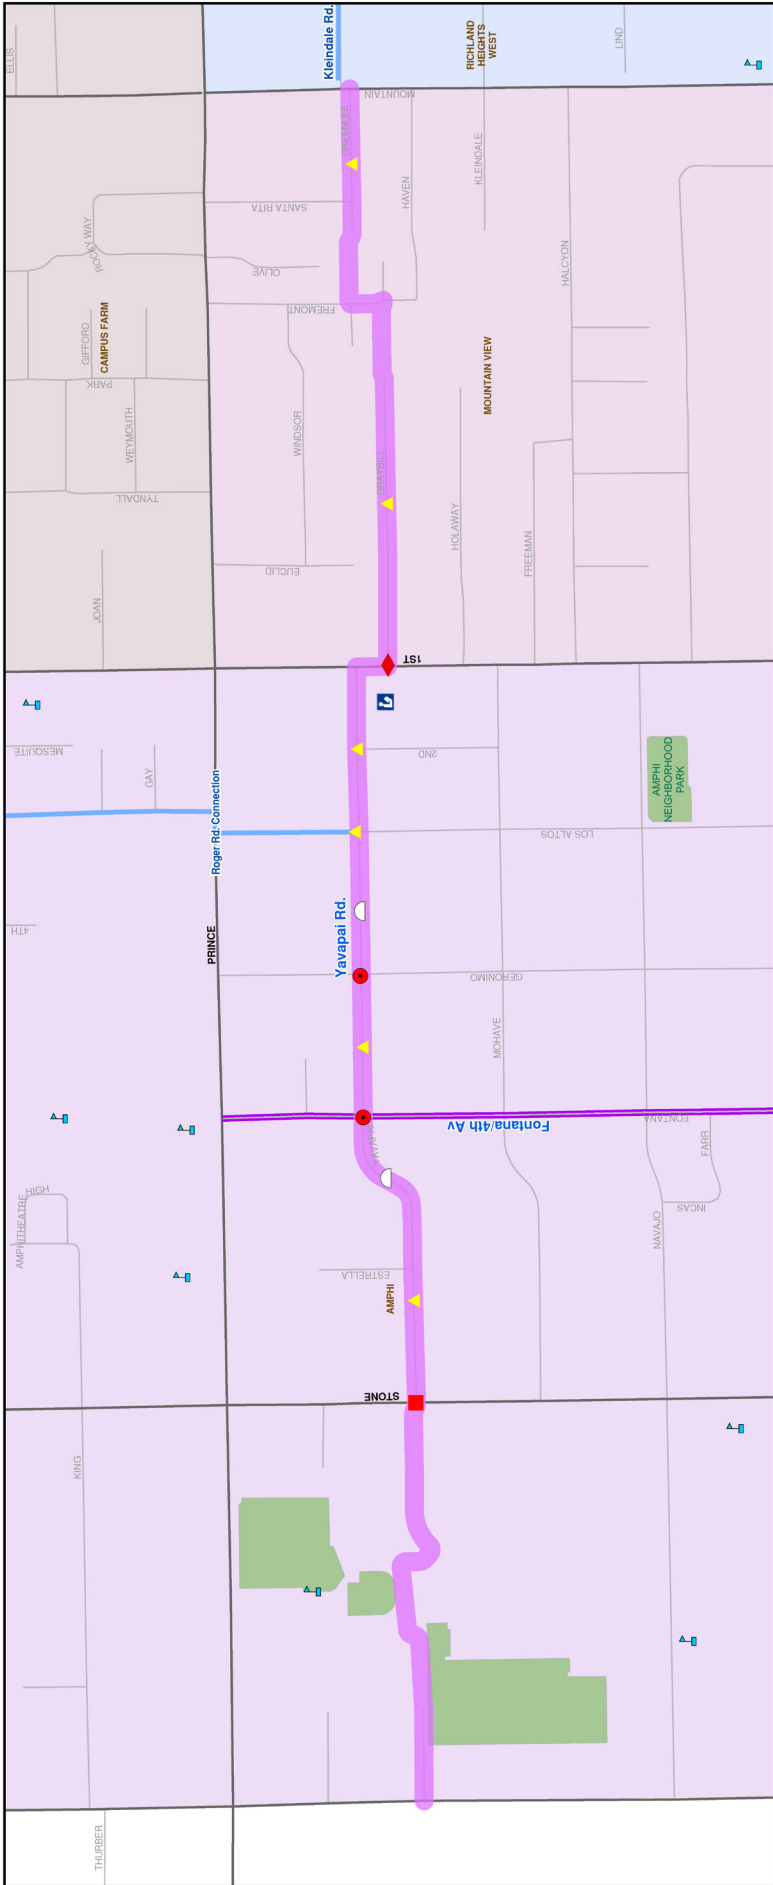 ELLIS
Kleindale Rd.
RICHLAND
HEIGHTS
WEST
LIND
MOUNTAIN
GREENLEE
KLEINDALE
SANTA RITA
HAVEN
ROCKY WAY
OLIVE
HALCYON
FREMONT
GIFFORD
CAMPUS FARM
MOUNTAIN VIEW
PARK
WEYMOUTH
WINDSOR
GRAYBILL
TYNDALL
HOLAWAY
FREEMAN
EUCLID
JOAN
1ST
MESQUITE
2ND
GAY
AMPHI
NEIGHBORHOOD
PARK
Roger Rd. Connection
LOS ALTOS
4TH
PRINCE
Yavapai Rd.
GERONIMO
MOHAVE
Fontana/4th Av
FONTANA
YAVAPAI
FARR
HIGH
INCAS
AMPHITHEATRE
NAVAJO
ESTRELLA
AMPHI
STONE
KING
THURBER